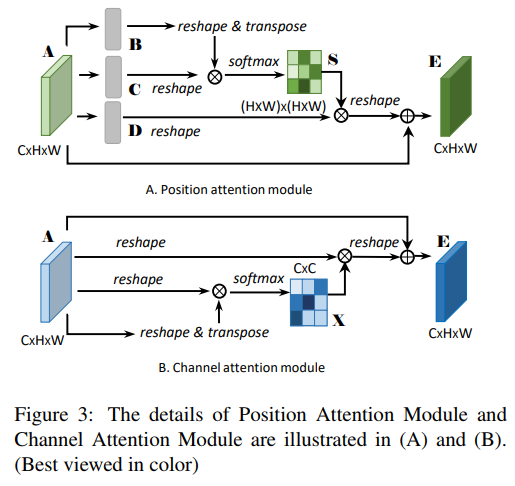 reshape & transpose
A
B
softmax
S
E
C reshape
(HxW)x(HxW)
reshape
D reshape
CxHxW
CxHxW
A. Position attention module
A
reshape
reshape
E
reshape
softmax
CxC
X
CxHxW
reshape & transpose
CxHxW
B. Channel attention module
Figure 3: The details of Position Attention Module and
Channel Attention Module are illustrated in (A) and (B).
(Best viewed in color)